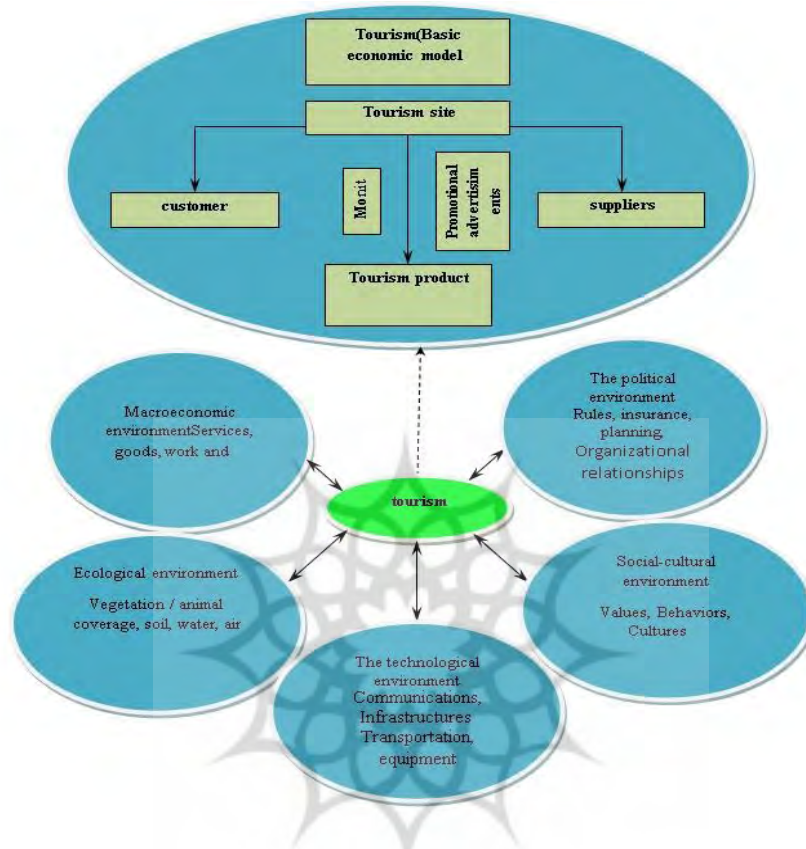 Tourism(Basic
economic model
Tourism site
customer
Monit
Promotional
advertisim
ents
suppliers
Tourism product
Macroeconomic
environmentServices,
goods, work and
The political
environment
Rules, insurance,
planning,
Organizational
relationships
tourism
Ecological environment
Vegetation / animal
coverage, soil, water, air
Social-cultural
environment
Values, Behaviors,
Cultures
The technological
environment
Communications,
Infrastructures
Transportation,
equipment